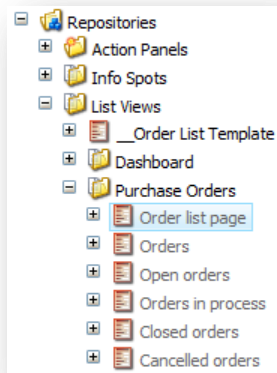 Repositories
Action Panels
Info Spots
List Views
__Order List Template
Dashboard
Purchase Orders
Order list page
Orders
Open orders
Orders in process
Closed orders
Cancelled orders